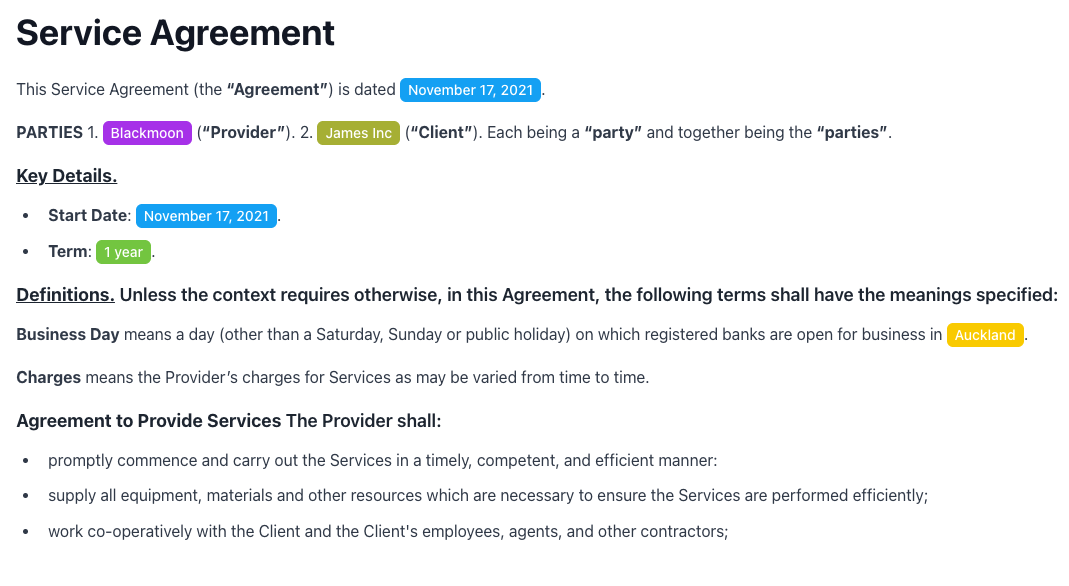 Service Agreement
This Service Agreement (the “Agreement”) is dated November 17, 2021.
PARTIES 1. Blackmoon (“Provider”). 2. James Inc (“Client”). Each being a “party” and together being the “parties”.
Key Details.
• Start Date: November 17, 2021.
• Term: 1 year.
Definitions. Unless the context requires otherwise, in this Agreement, the following terms shall have the meanings specified:
Business Day means a day (other than a Saturday, Sunday or public holiday) on which registered banks are open for business in Auckland.
Charges means the Provider’s charges for Services as may be varied from time to time.
Agreement to Provide Services The Provider shall:
• promptly commence and carry out the Services in a timely, competent, and efficient manner:
• supply all equipment, materials and other resources which are necessary to ensure the Services are performed efficiently;
• work co-operatively with the Client and the Client's employees, agents, and other contractors;